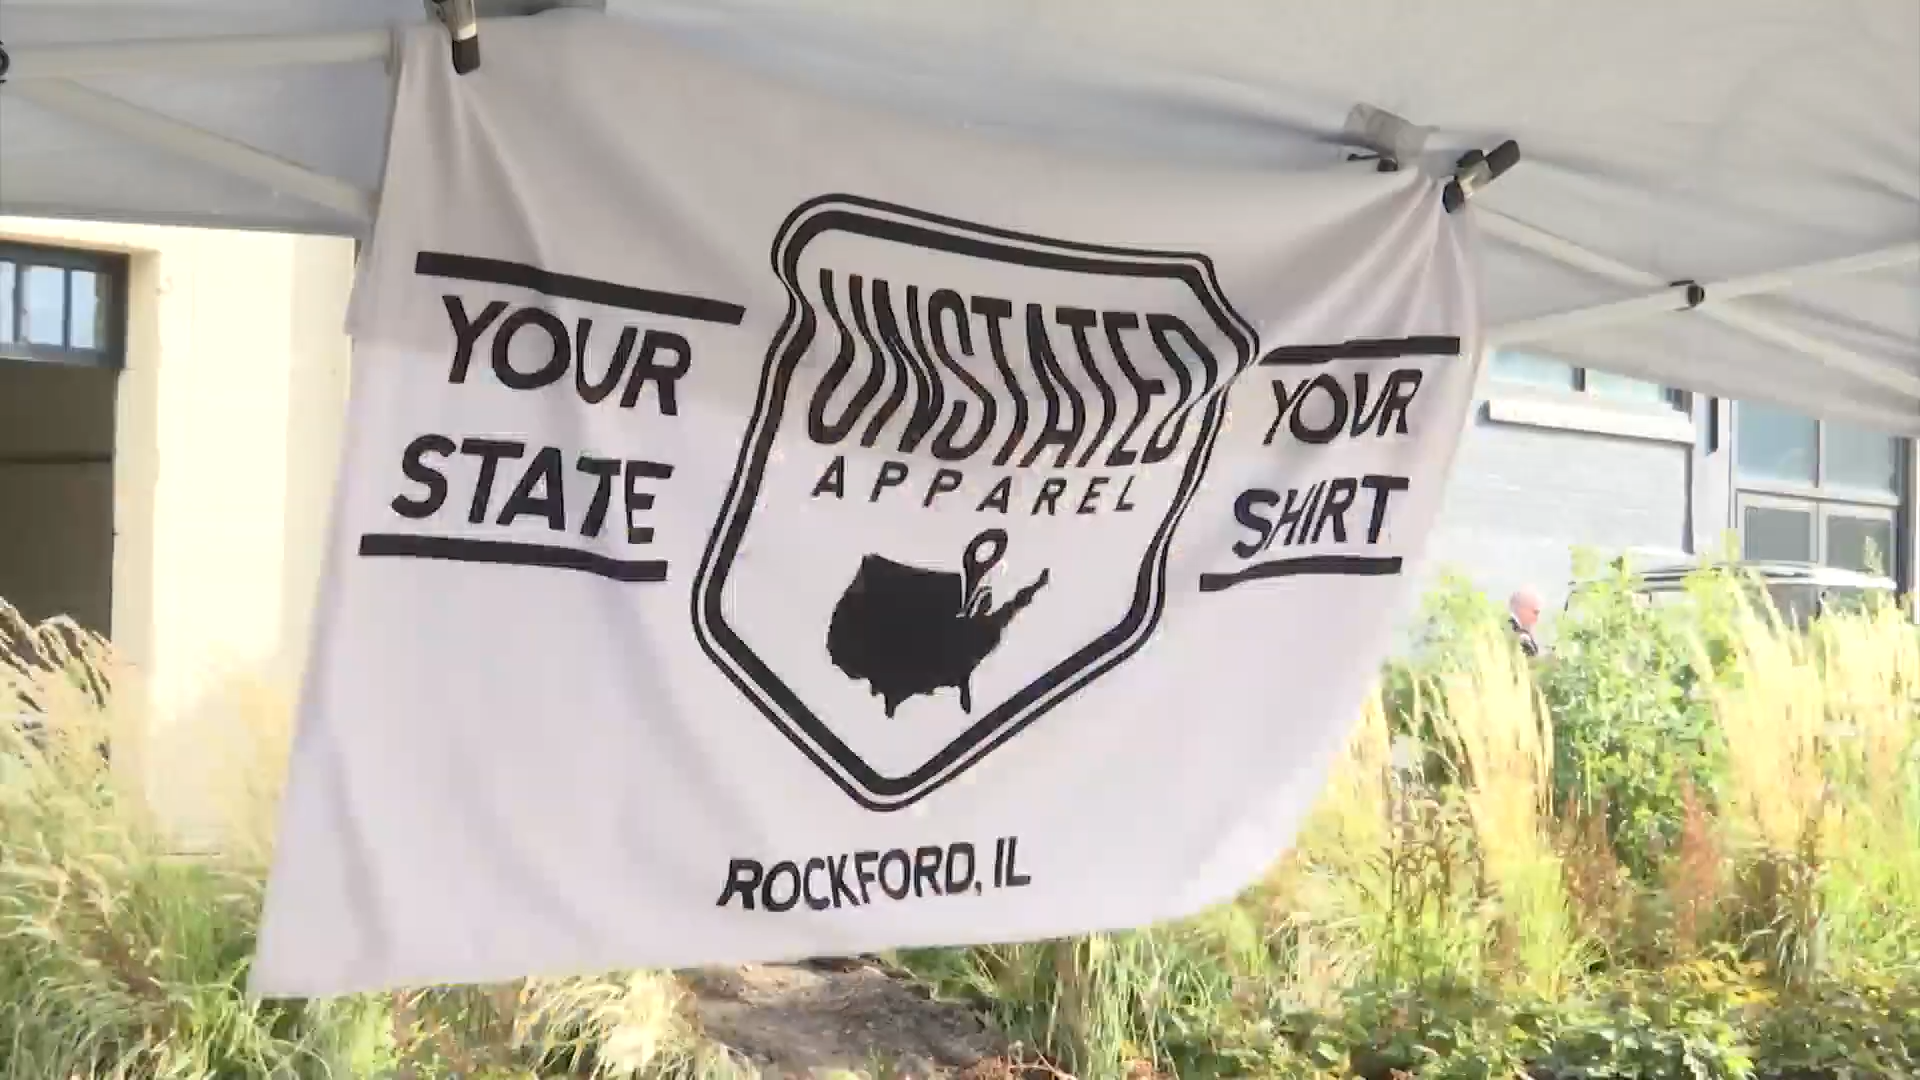 YOUR
STATE
UNSTATED
APPAREL
YOUR
SHIRT
ROCKFORD, IL